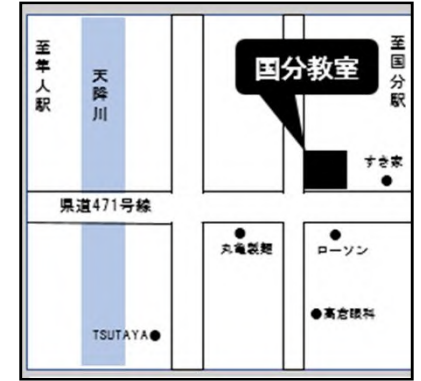 国分教室
至隼人駅
天降川
至国分駅
すき家
県道471号線
丸亀製麺
ローソン
高倉眼科
TSUTAYA